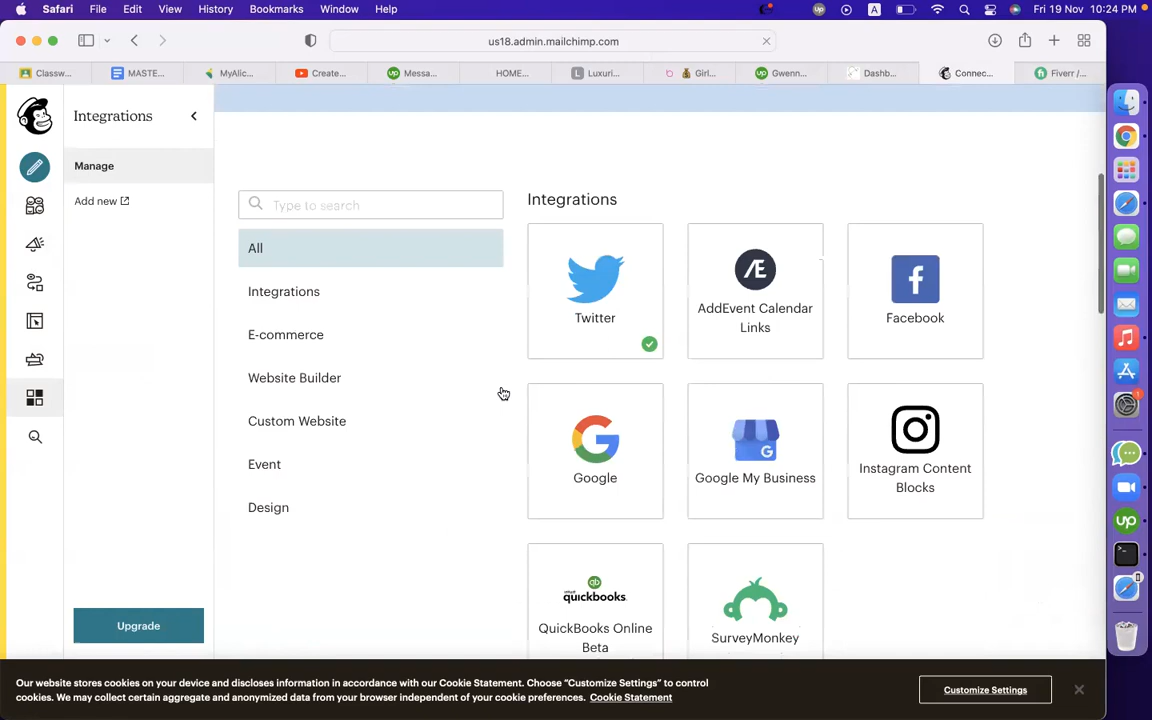 Safari File Edit View History Bookmarks Window Help
A
Fri 19 Nov 10:24 PM
us18.admin.mailchimp.com
Classw...
MASTE...
MyAlic...
Create...
Messa...
HOME...
L Luxuri...
Girl...
Gwenn...
Dashb...
Connec...
Fiverr /...
Integrations
Manage
Add new
Upgrade
Type to search
All
Integrations
E-commerce
Website Builder
Custom Website
Event
Design
Integrations
Twitter
AddEvent Calendar
Links
Facebook
Google
Google My Business
Instagram Content
Blocks
quickbooks.
QuickBooks Online
Beta
SurveyMonkey
Our website stores cookies on your device and discloses information in accordance with our Cookie Statement. Choose “Customize Settings” to control
cookies. We may collect certain aggregate and anonymized data from your browser independent of your cookie preferences. Cookie Statement
Customize Settings